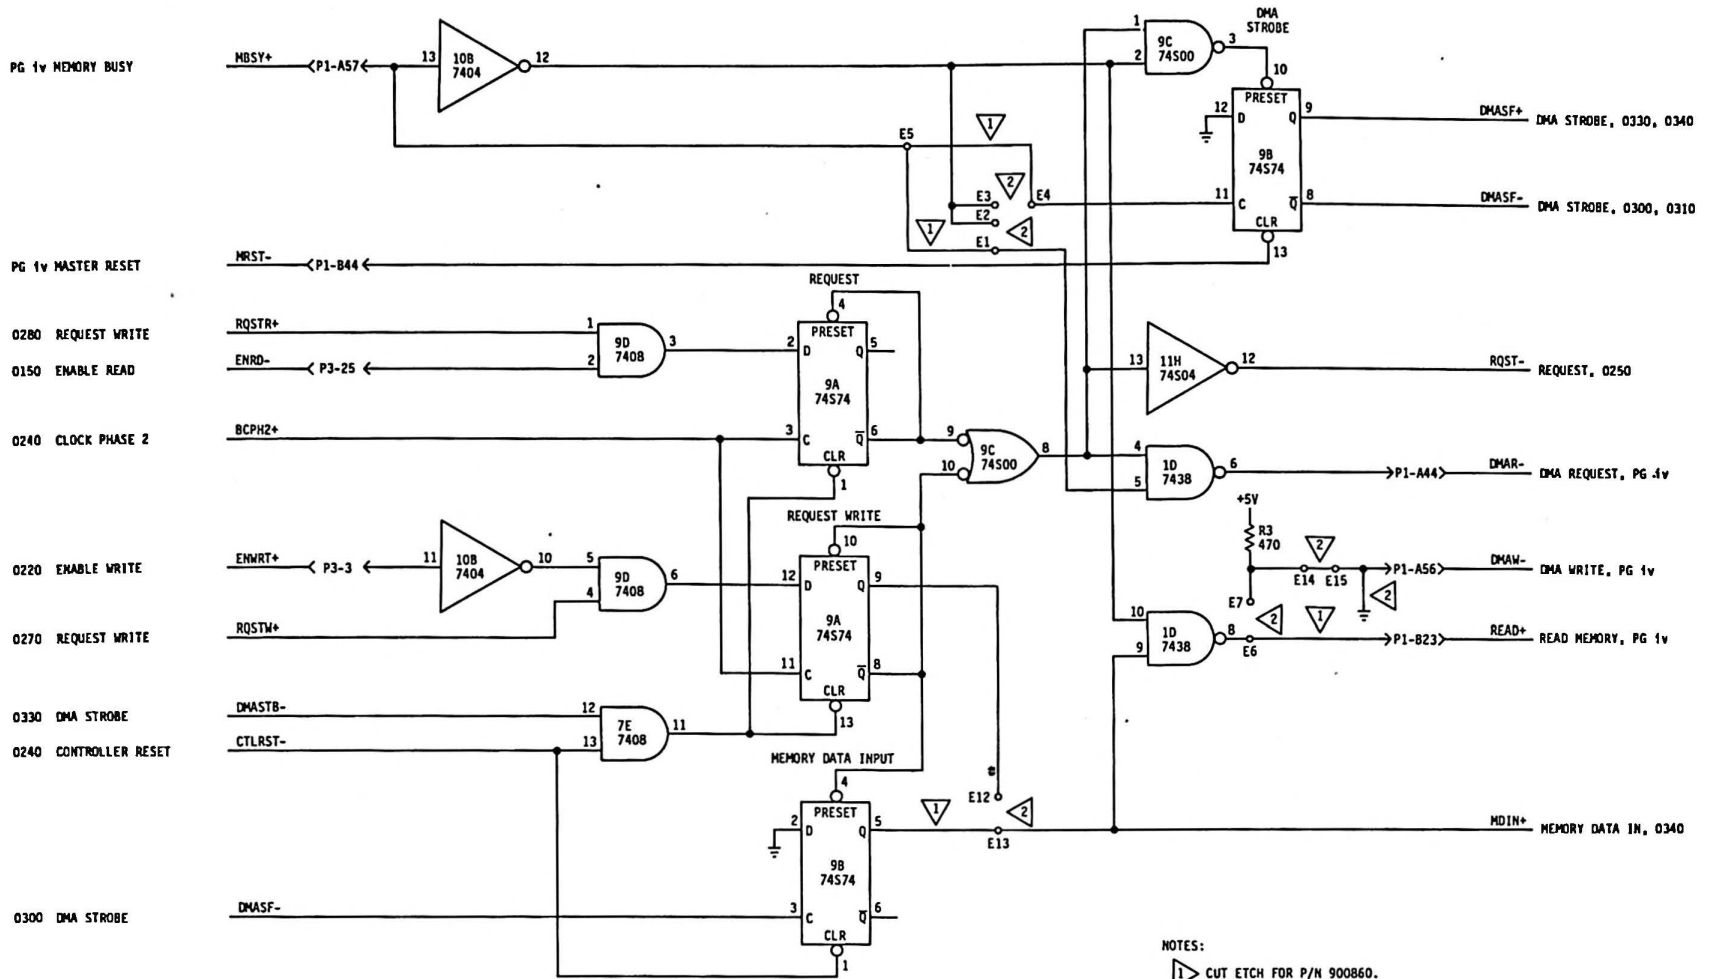 DMA
STROBE
1
9C
74S00
3
2
10
PG 1v MEMORY BUSY
MBSY+
P1-A57
13
10B
7404
12
PRESET
12
D
Q
9
DMASF+
DMA STROBE, 0330, 0340
9B
74S74
E5
1
2
E3
E4
E2
1
2
E1
11
C
Q
8
DMASF-
DMA STROBE, 0300, 0310
CLR
13
PG 1v MASTER RESET
MRST-
P1-B44
REQUEST
4
PRESET
0280 REQUEST WRITE
RQSTR+
1
9D
7408
3
2
D
Q
5
0150 ENABLE READ
ENRD-
P3-25
2
9A
74S74
13
11H
74S04
12
RQST-
REQUEST, 0250
0240 CLOCK PHASE 2
BCPH2+
3
C
Q
6
9
CLR
1
10
9C
74S00
8
4
5
1D
7438
6
P1-A44
DMAR-
DMA REQUEST, PG 1v
REQUEST WRITE
10
PRESET
+5V
R3
470
2
0220 ENABLE WRITE
ENWRT+
P3-3
11
10B
7404
10
5
4
9D
7408
6
12
D
Q
9
E14
E15
P1-A56
DMAW-
DMA WRITE, PG 1v
2
9A
74S74
E7
2
1
0270 REQUEST WRITE
RQSTW+
10
9
1D
7438
8
E6
P1-B23
READ+
READ MEMORY, PG 1v
11
C
Q
8
CLR
13
0330 DMA STROBE
DMASTB-
12
7E
7408
11
0240 CONTROLLER RESET
CTLRST-
13
MEMORY DATA INPUT
4
PRESET
E12
2
1
2
D
Q
5
E13
MDIN+
MEMORY DATA IN, 0340
9B
74S74
0300 DMA STROBE
DMASF-
3
C
Q
6
CLR
1
NOTES:
1 CUT ETCH FOR P/N 900860.